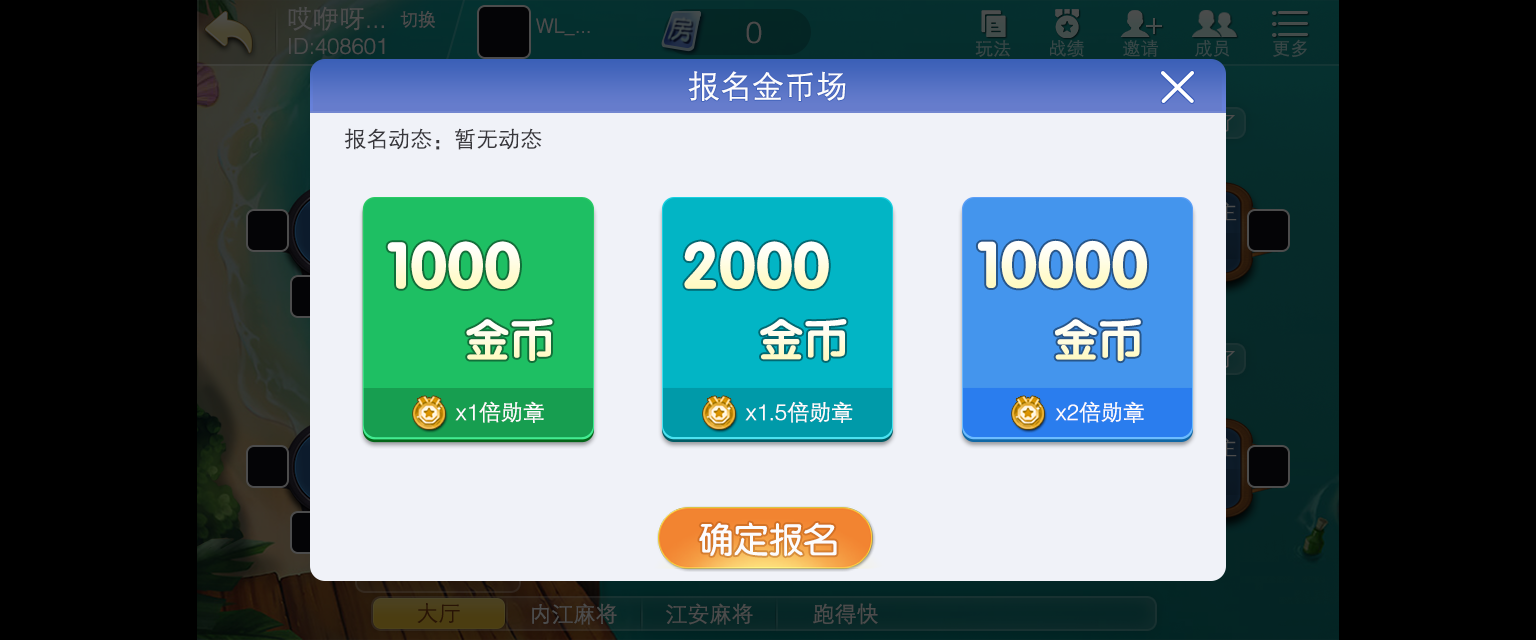 哎咿呀... 切换
ID:408601
WL_...
房 0
玩法 战绩 邀请 成员 更多
报名金币场
报名动态：暂无动态
1000
金币
x1倍勋章
2000
金币
x1.5倍勋章
10000
金币
x2倍勋章
确定报名
大厅 内江麻将 江安麻将 跑得快